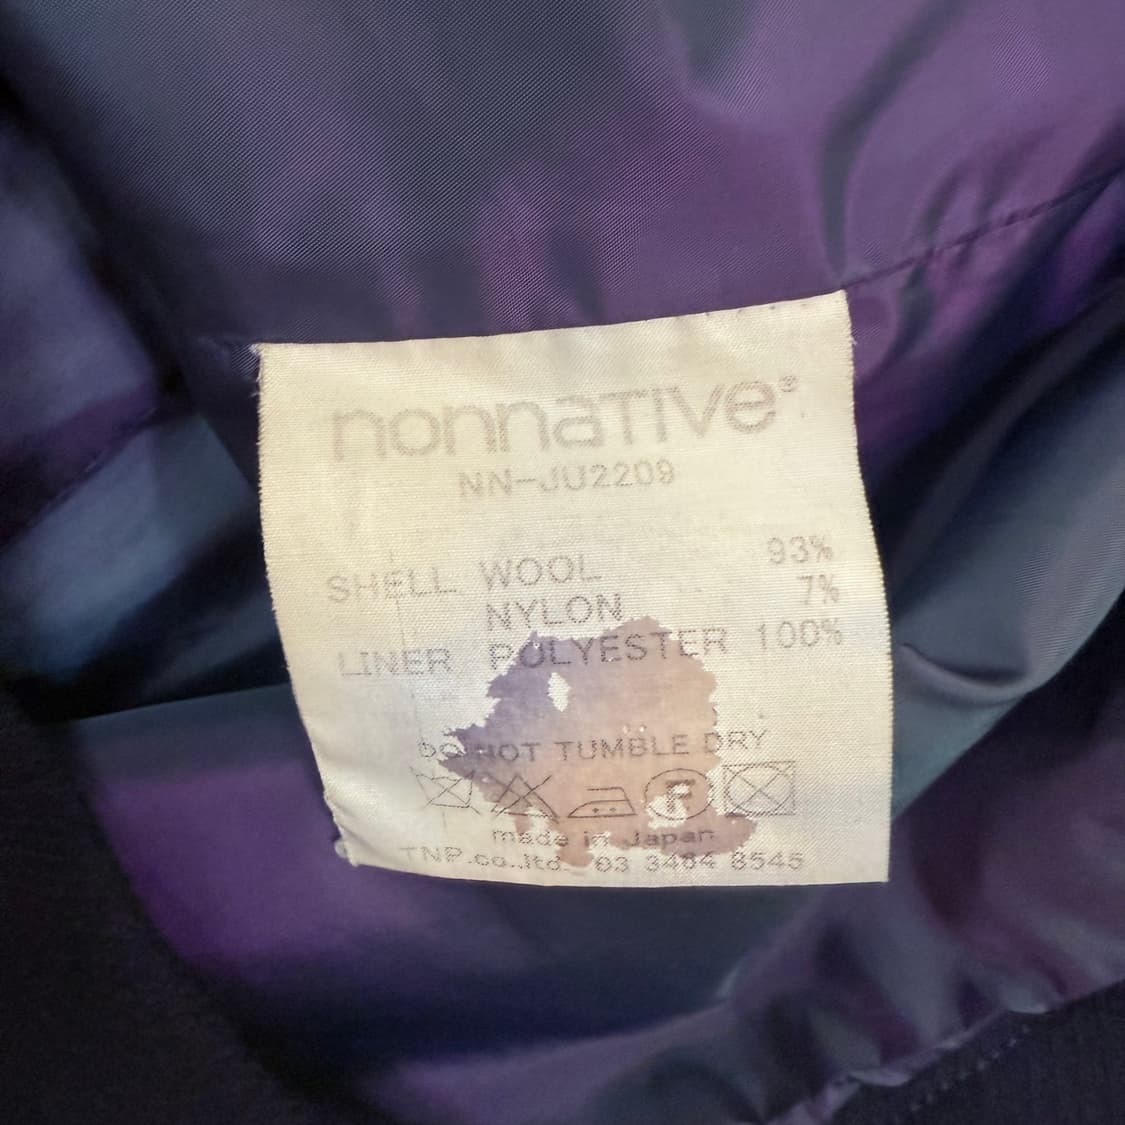 nonnative®
NN-JU2209
SHELL WOOL 93%
NYLON 7%
LINER POLYESTER 100%
DO NOT TUMBLE DRY
F
made in Japan
TNP.co.,ltd. 03 3464 8545